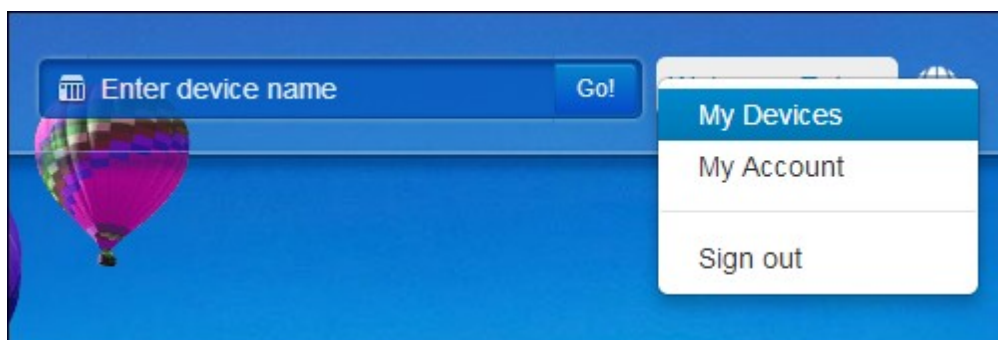 Enter device name
Go!
My Devices
My Account
Sign out